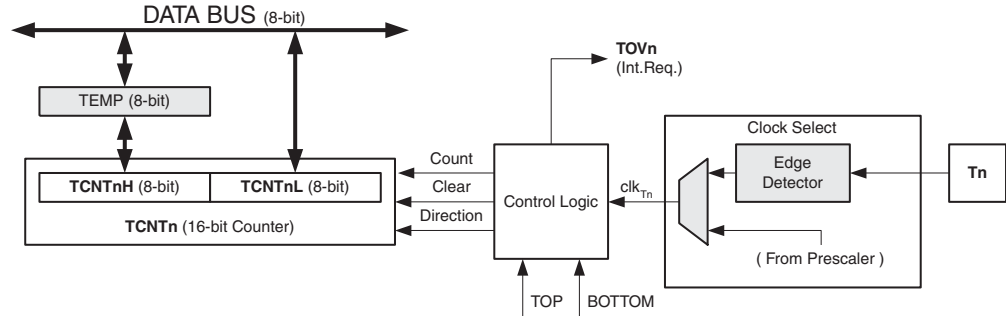 DATA BUS (8-bit)
TOVn
(Int.Req.)
TEMP (8-bit)
Clock Select
Count
Edge
Detector
Tn
TCNTnH (8-bit) TCNTnL (8-bit)
Clear
Control Logic
clkTn
Direction
TCNTn (16-bit Counter)
( From Prescaler )
TOP BOTTOM